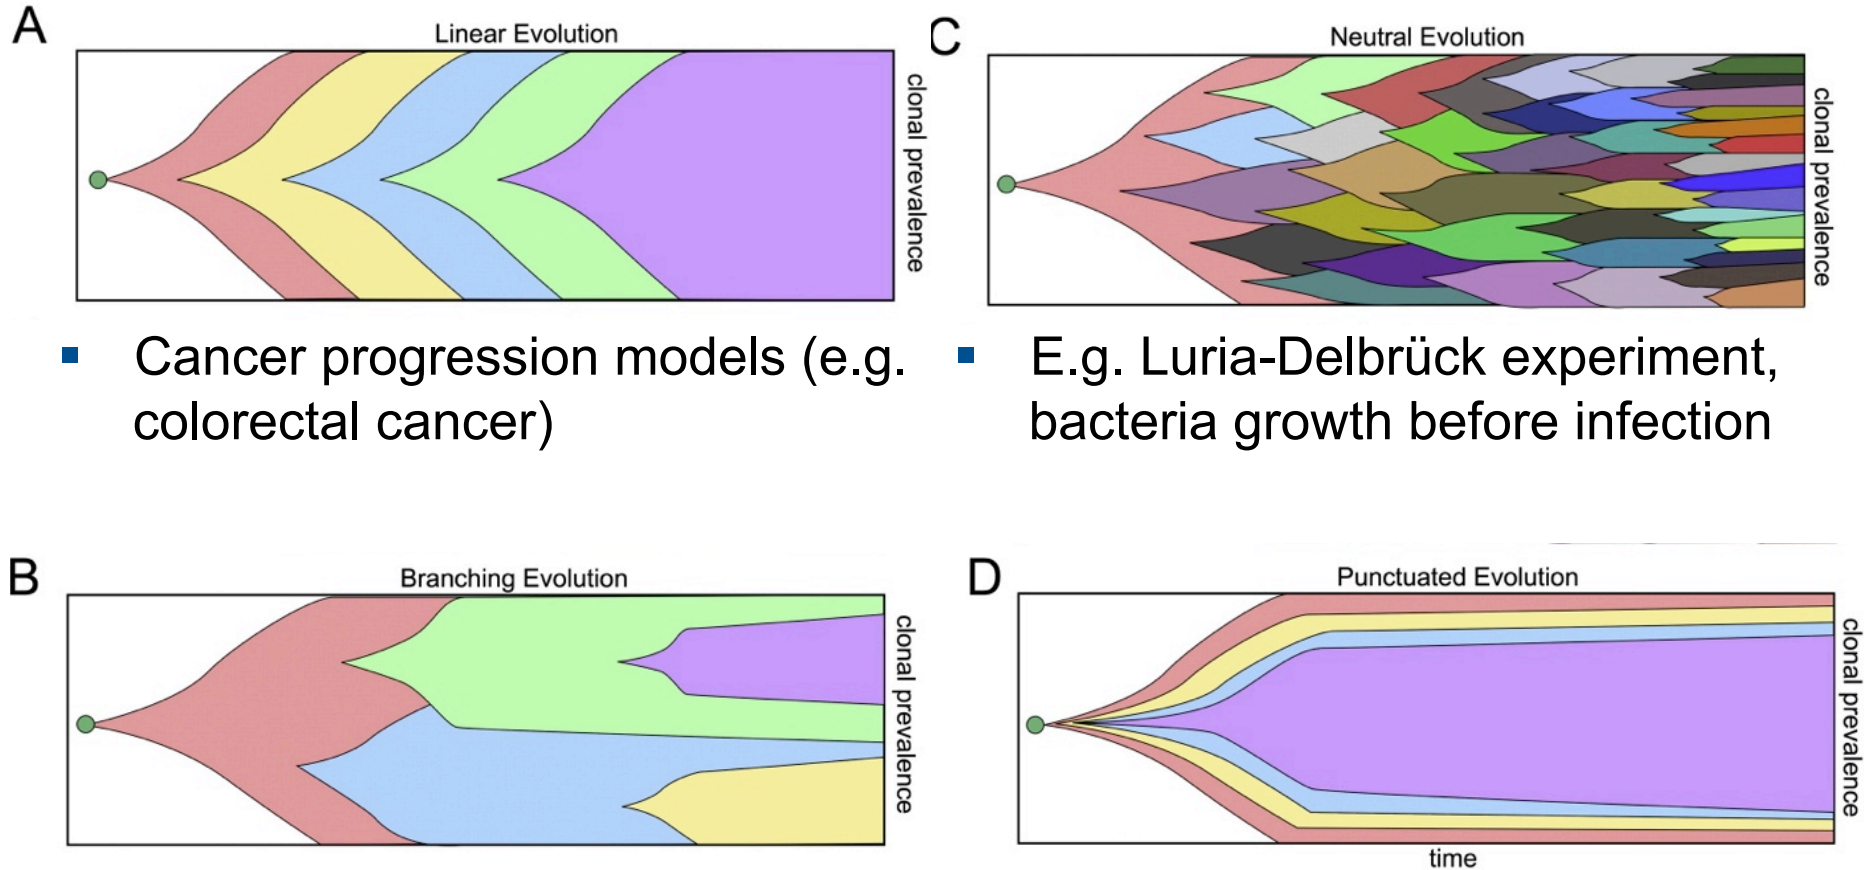 A
Linear Evolution
clonal prevalence
▪ Cancer progression models (e.g.
colorectal cancer)
C
Neutral Evolution
clonal prevalence
▪ E.g. Luria-Delbrück experiment,
bacteria growth before infection
B
Branching Evolution
clonal prevalence
D
Punctuated Evolution
clonal prevalence
time